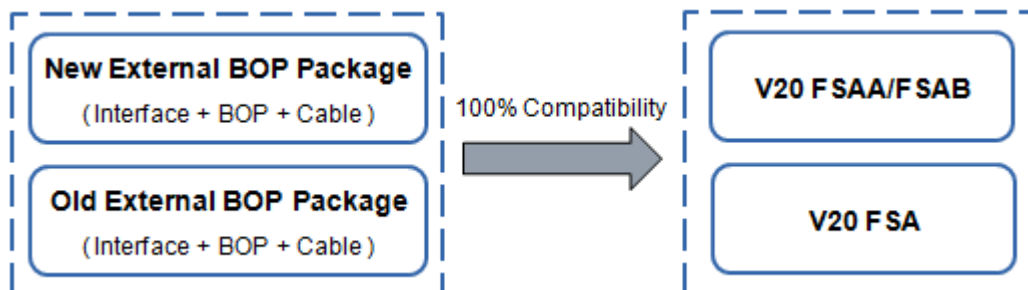 New External BOP Package
(Interface + BOP + Cable)
100% Compatibility
V20 FSAA/FSAB
Old External BOP Package
(Interface + BOP + Cable)
V20 FSA